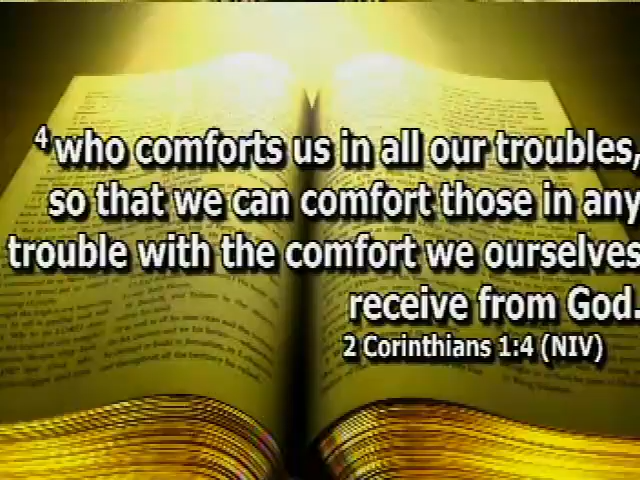 4 who comforts us in all our troubles,
so that we can comfort those in any
trouble with the comfort we ourselves
receive from God.
2 Corinthians 1:4 (NIV)